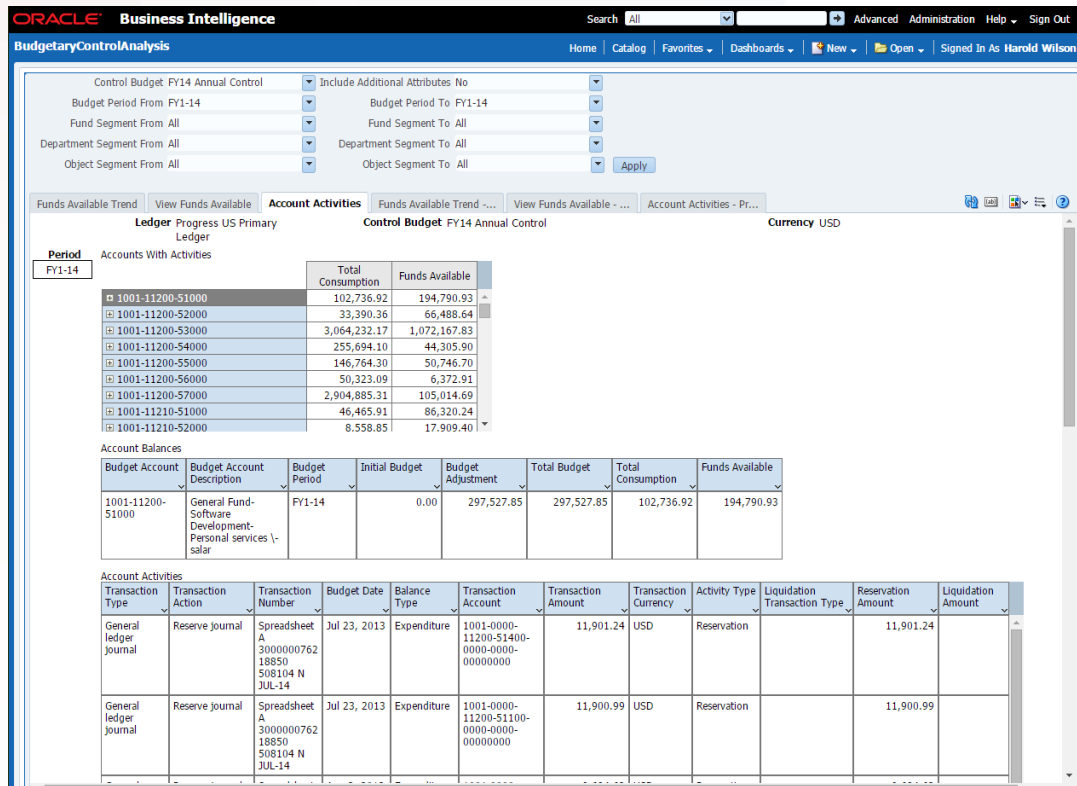 ORACLE Business Intelligence Search All Advanced Administration Help Sign Out
BudgetaryControlAnalysis Home Catalog Favorites Dashboards New Open Signed In As Harold Wilson
Control Budget FY14 Annual Control Include Additional Attributes No
Budget Period From FY1-14 Budget Period To FY1-14
Fund Segment From All Fund Segment To All
Department Segment From All Department Segment To All
Object Segment From All Object Segment To All Apply
Funds Available Trend View Funds Available Account Activities Funds Available Trend -... View Funds Available - ... Account Activities - Pr...
Ledger Progress US Primary Ledger Control Budget FY14 Annual Control Currency USD
Period Accounts With Activities
FY1-14
Total Consumption Funds Available
1001-11200-51000 102,736.92 194,790.93
1001-11200-52000 33,390.36 66,488.64
1001-11200-53000 3,064,232.17 1,072,167.83
1001-11200-54000 255,694.10 44,305.90
1001-11200-55000 146,764.30 50,746.70
1001-11200-56000 50,323.09 6,372.91
1001-11200-57000 2,904,885.31 105,014.69
1001-11210-51000 46,465.91 86,320.24
1001-11210-52000 8,558.85 17,909.40
Account Balances
Budget Account Budget Account Description Budget Period Initial Budget Budget Adjustment Total Budget Total Consumption Funds Available
1001-11200-51000 General Fund-Software Development-Personal services \-salar FY1-14 0.00 297,527.85 297,527.85 102,736.92 194,790.93
Account Activities
Transaction Type Transaction Action Transaction Number Budget Date Balance Type Transaction Account Transaction Amount Transaction Currency Activity Type Liquidation Transaction Type Reservation Amount Liquidation Amount
General ledger journal Reserve journal Spreadsheet A 3000000762 18850 508104 N JUL-14 Jul 23, 2013 Expenditure 1001-0000-11200-51400-0000-0000-00000000 11,901.24 USD Reservation 11,901.24
General ledger journal Reserve journal Spreadsheet A 3000000762 18850 508104 N JUL-14 Jul 23, 2013 Expenditure 1001-0000-11200-51100-0000-0000-00000000 11,900.99 USD Reservation 11,900.99